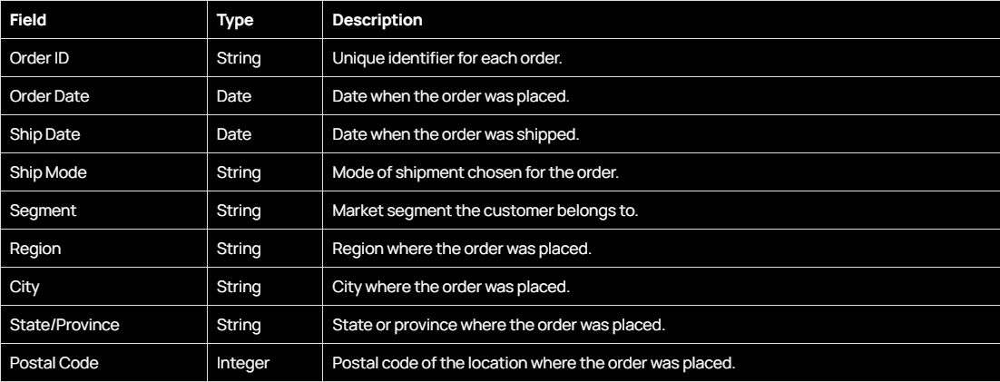 Field Type Description
Order ID String Unique identifier for each order.
Order Date Date Date when the order was placed.
Ship Date Date Date when the order was shipped.
Ship Mode String Mode of shipment chosen for the order.
Segment String Market segment the customer belongs to.
Region String Region where the order was placed.
City String City where the order was placed.
State/Province String State or province where the order was placed.
Postal Code Integer Postal code of the location where the order was placed.